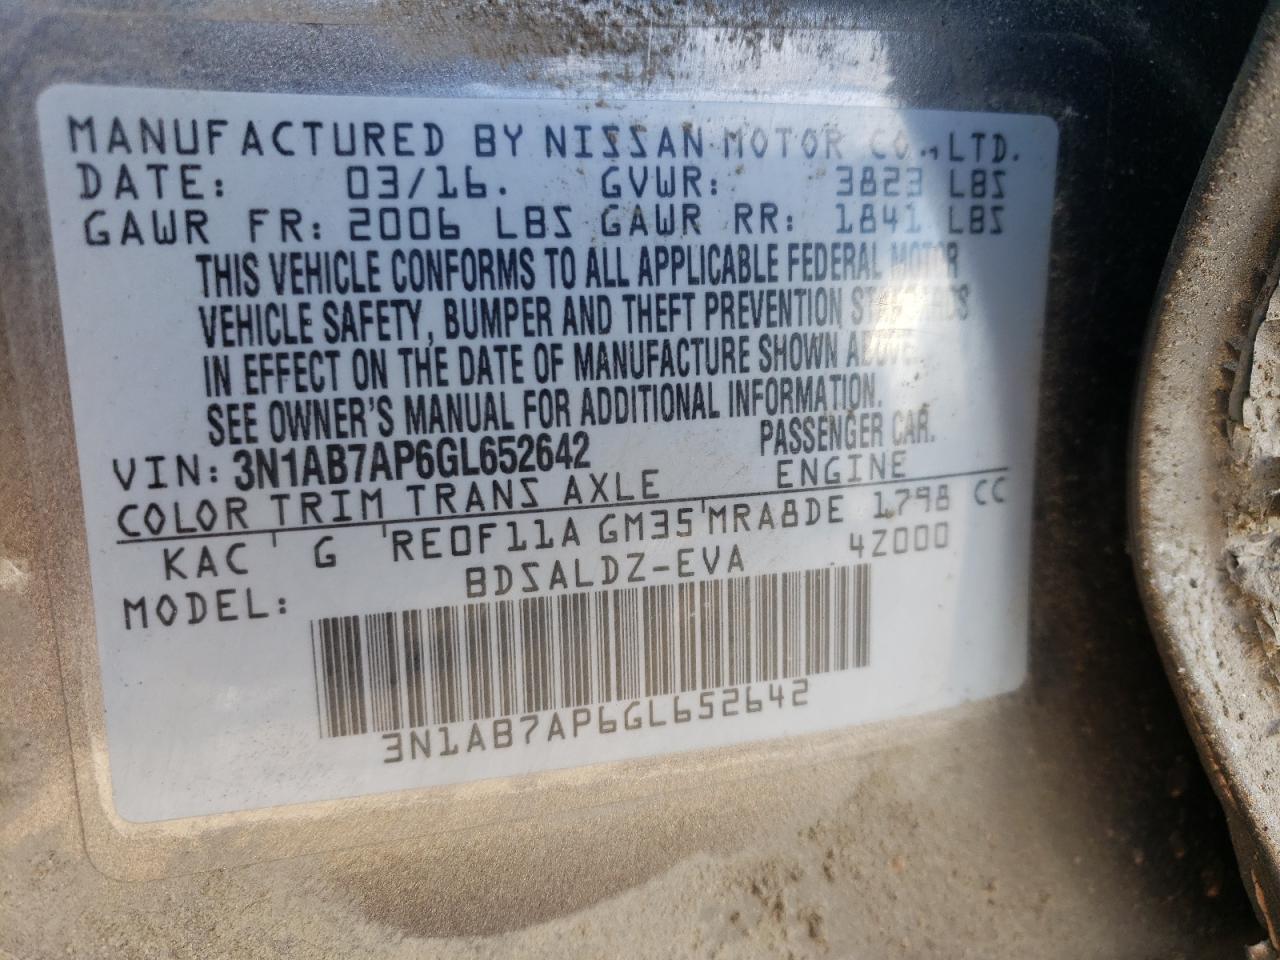 MANUFACTURED BY NISSAN MOTOR CO., LTD.
DATE: 03/16. GVWR: 3823 LBS
GAWR FR: 2006 LBS GAWR RR: 1841 LBS
THIS VEHICLE CONFORMS TO ALL APPLICABLE FEDERAL MOTOR
VEHICLE SAFETY, BUMPER AND THEFT PREVENTION STANDARDS
IN EFFECT ON THE DATE OF MANUFACTURE SHOWN ABOVE.
SEE OWNER'S MANUAL FOR ADDITIONAL INFORMATION.
VIN: 3N1AB7AP6GL652642 PASSENGER CAR.
COLOR TRIM TRANS AXLE ENGINE
KAC G RE0F11A GM35 MRA8DE 1798 CC
MODEL: BDSALDZ-EVA 4Z000
3N1AB7AP6GL652642